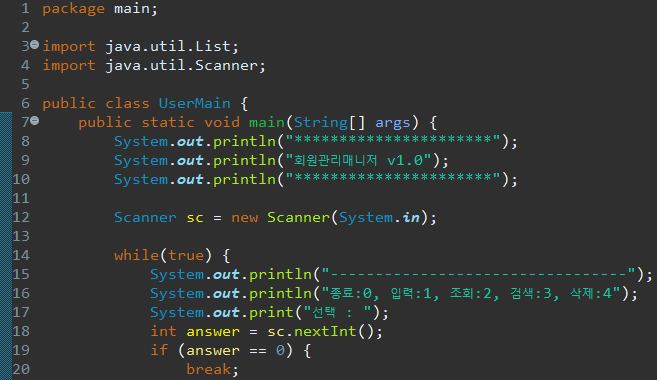 1 package main;
2
3 import java.util.List;
4 import java.util.Scanner;
5
6 public class UserMain {
7     public static void main(String[] args) {
8         System.out.println("**********************");
9         System.out.println("회원관리매니저 v1.0");
10         System.out.println("**********************");
11
12         Scanner sc = new Scanner(System.in);
13
14         while(true) {
15             System.out.println("---------------------------------");
16             System.out.println("종료:0, 입력:1, 조회:2, 검색:3, 삭제:4");
17             System.out.print("선택 : ");
18             int answer = sc.nextInt();
19             if (answer == 0) {
20                 break;